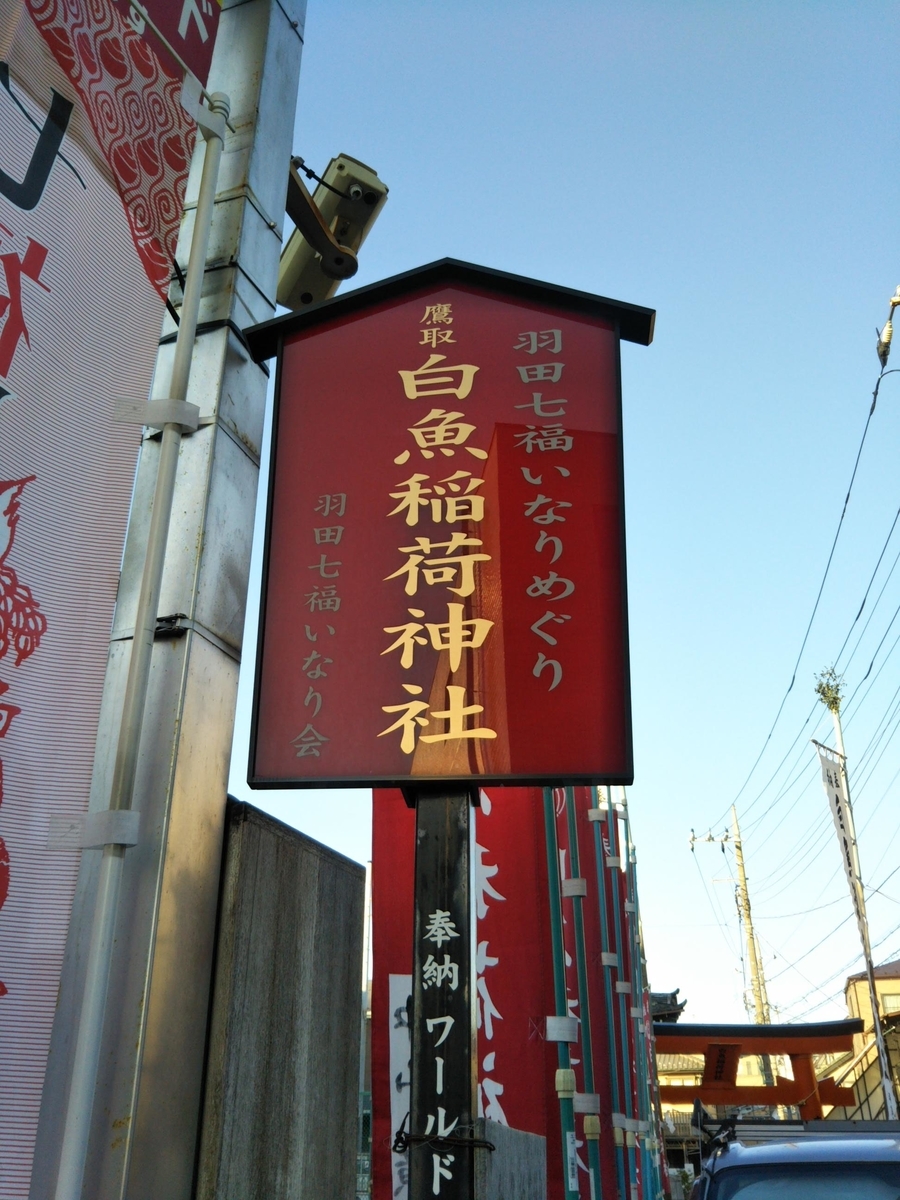 羽田七福いなりめぐり
鷹取
白魚稲荷神社
羽田七福いなり会
奉納 ワールド